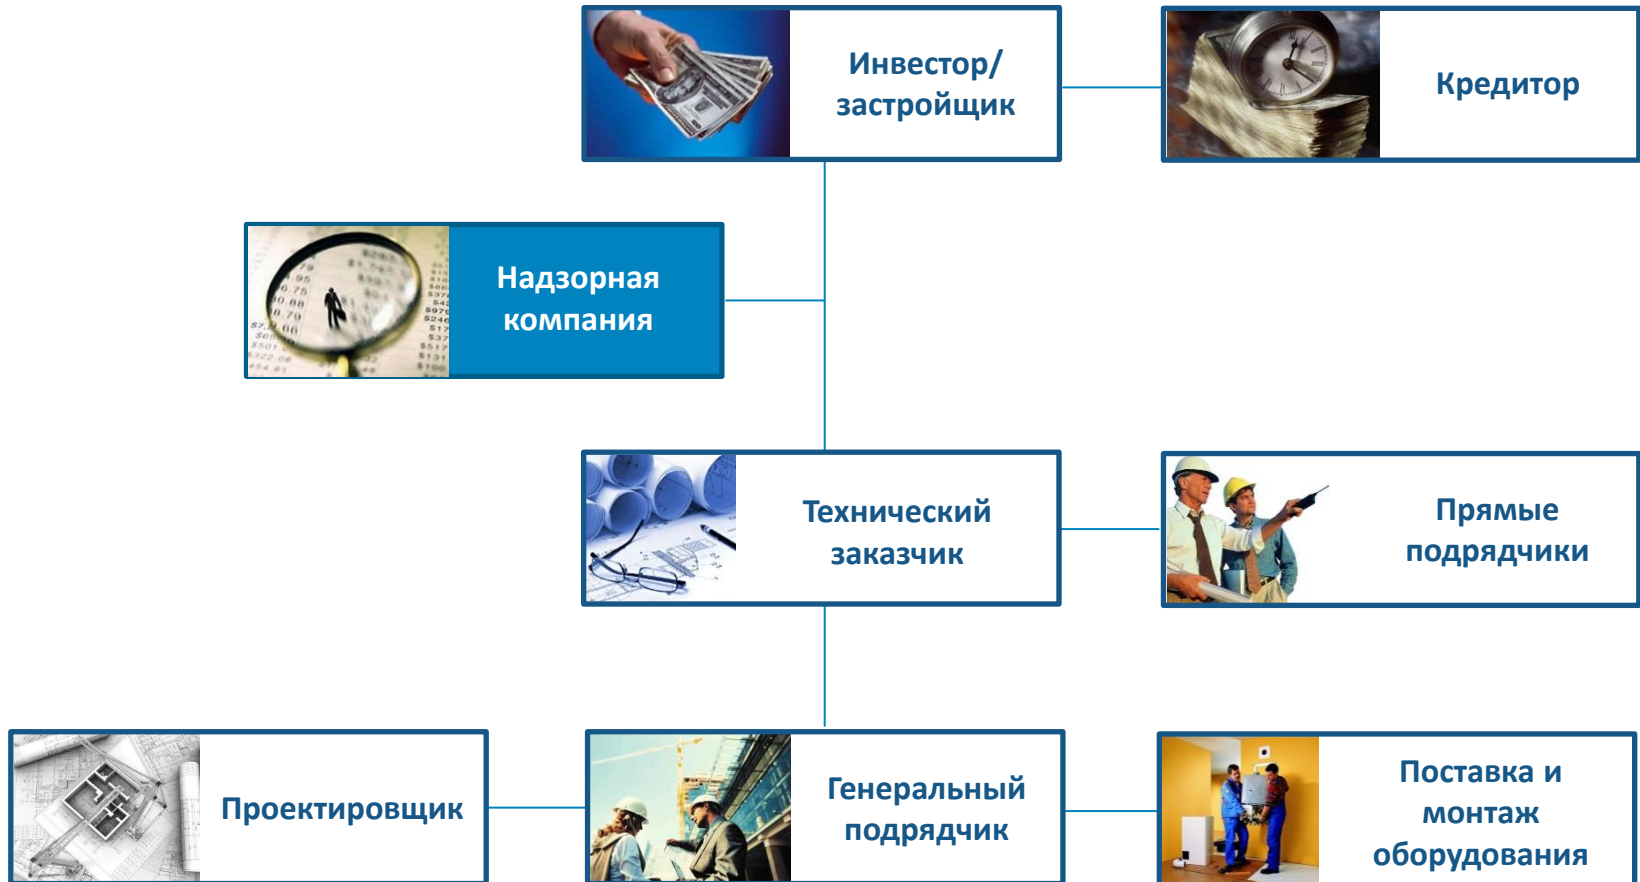 Инвестор/
застройщик
Кредитор
Надзорная
компания
Технический
заказчик
Прямые
подрядчики
Проектировщик
Генеральный
подрядчик
Поставка и
монтаж
оборудования